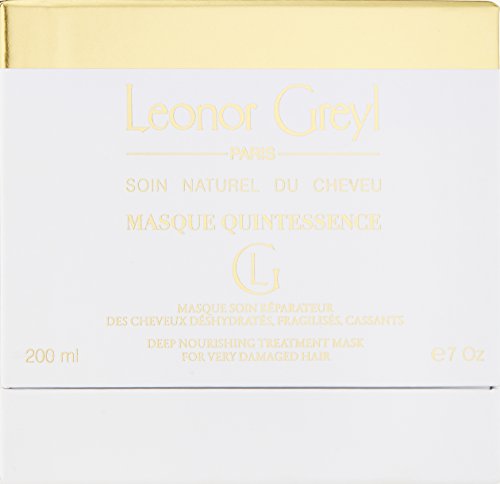 Leonor Greyl
PARIS
SOIN NATUREL DU CHEVEU
MASQUE QUINTESSENCE
LG
MASQUE SOIN RÉPARATEUR
DES CHEVEUX DÉSHYDRATÉS, FRAGILISÉS, CASSANTS
DEEP NOURISHING TREATMENT MASK
FOR VERY DAMAGED HAIR
200 ml ℮7 Oz